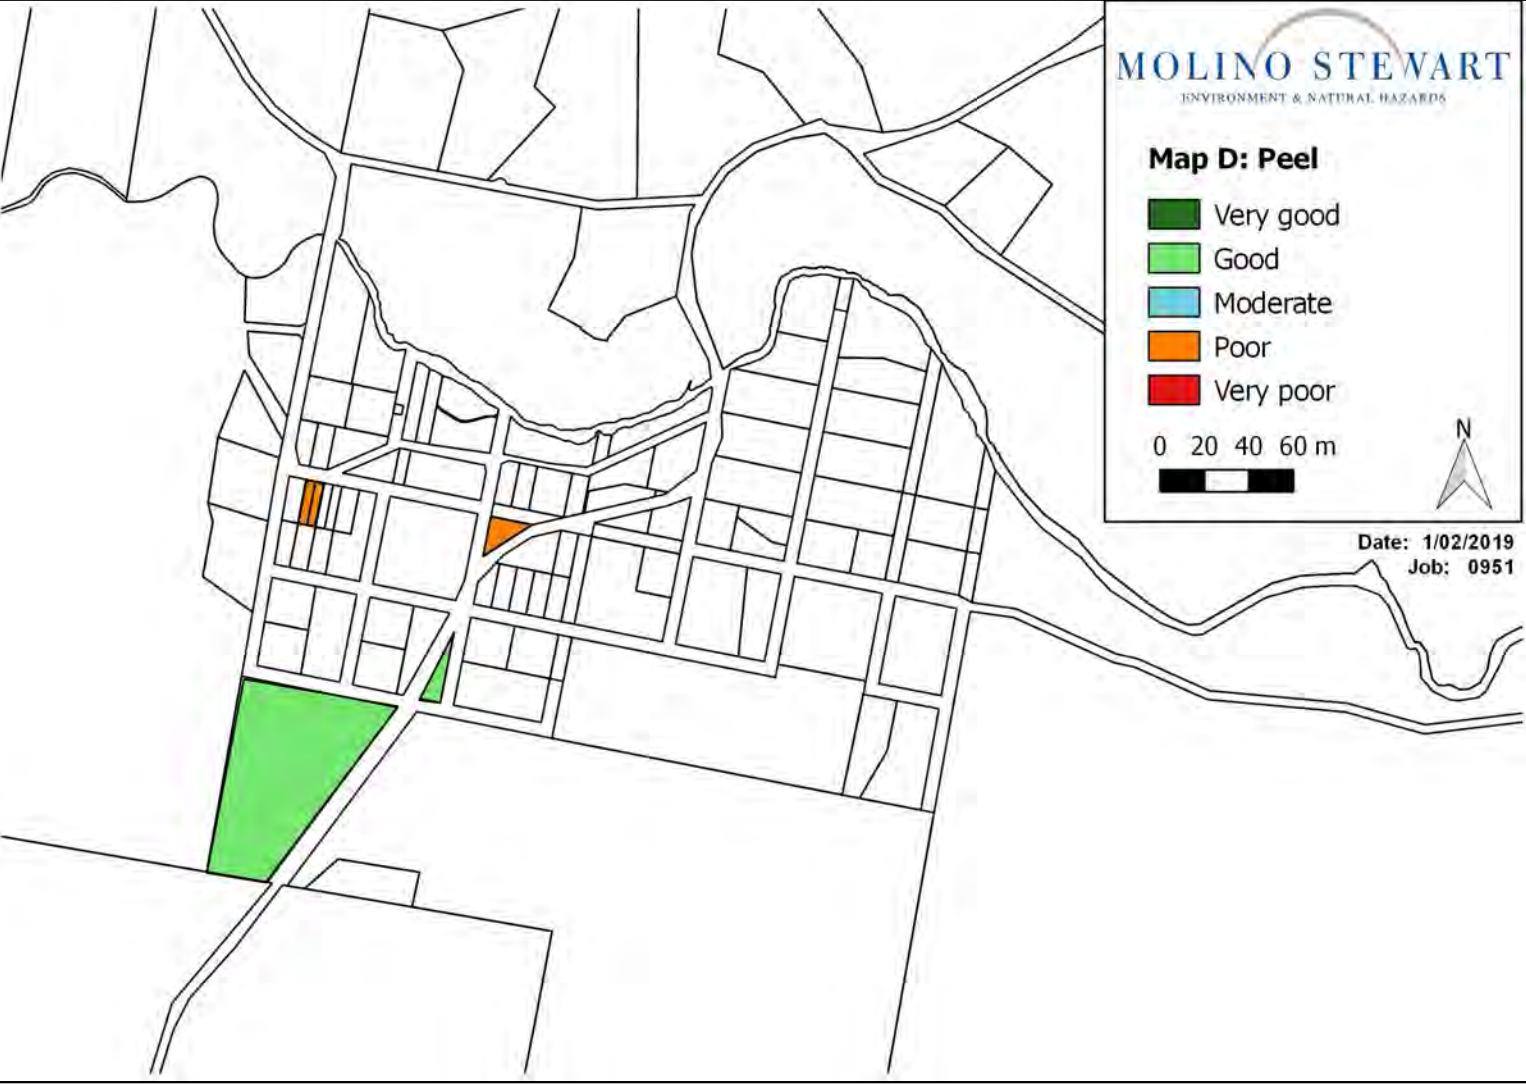 MOLINO STEWART
ENVIRONMENT & NATURAL HAZARDS
Map D: Peel
Very good
Good
Moderate
Poor
Very poor
0 20 40 60 m
N
Date: 1/02/2019
Job: 0951